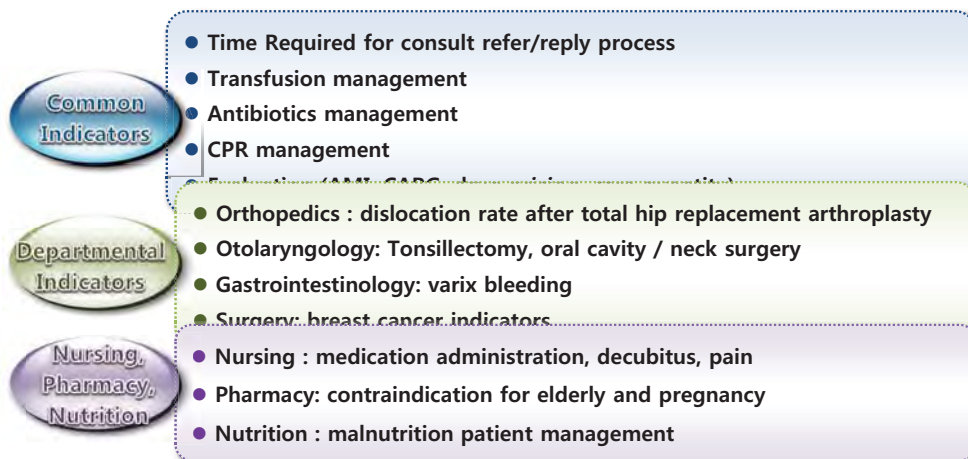 Common
Indicators
● Time Required for consult refer/reply process
● Transfusion management
● Antibiotics management
● CPR management
● (AMI, CABG,
Departmental
Indicators
● Orthopedics : dislocation rate after total hip replacement arthroplasty
● Otolaryngology: Tonsillectomy, oral cavity / neck surgery
● Gastrointestinology: varix bleeding
● Surgery: breast cancer indicators
Nursing,
Pharmacy,
Nutrition
● Nursing : medication administration, decubitus, pain
● Pharmacy: contraindication for elderly and pregnancy
● Nutrition : malnutrition patient management